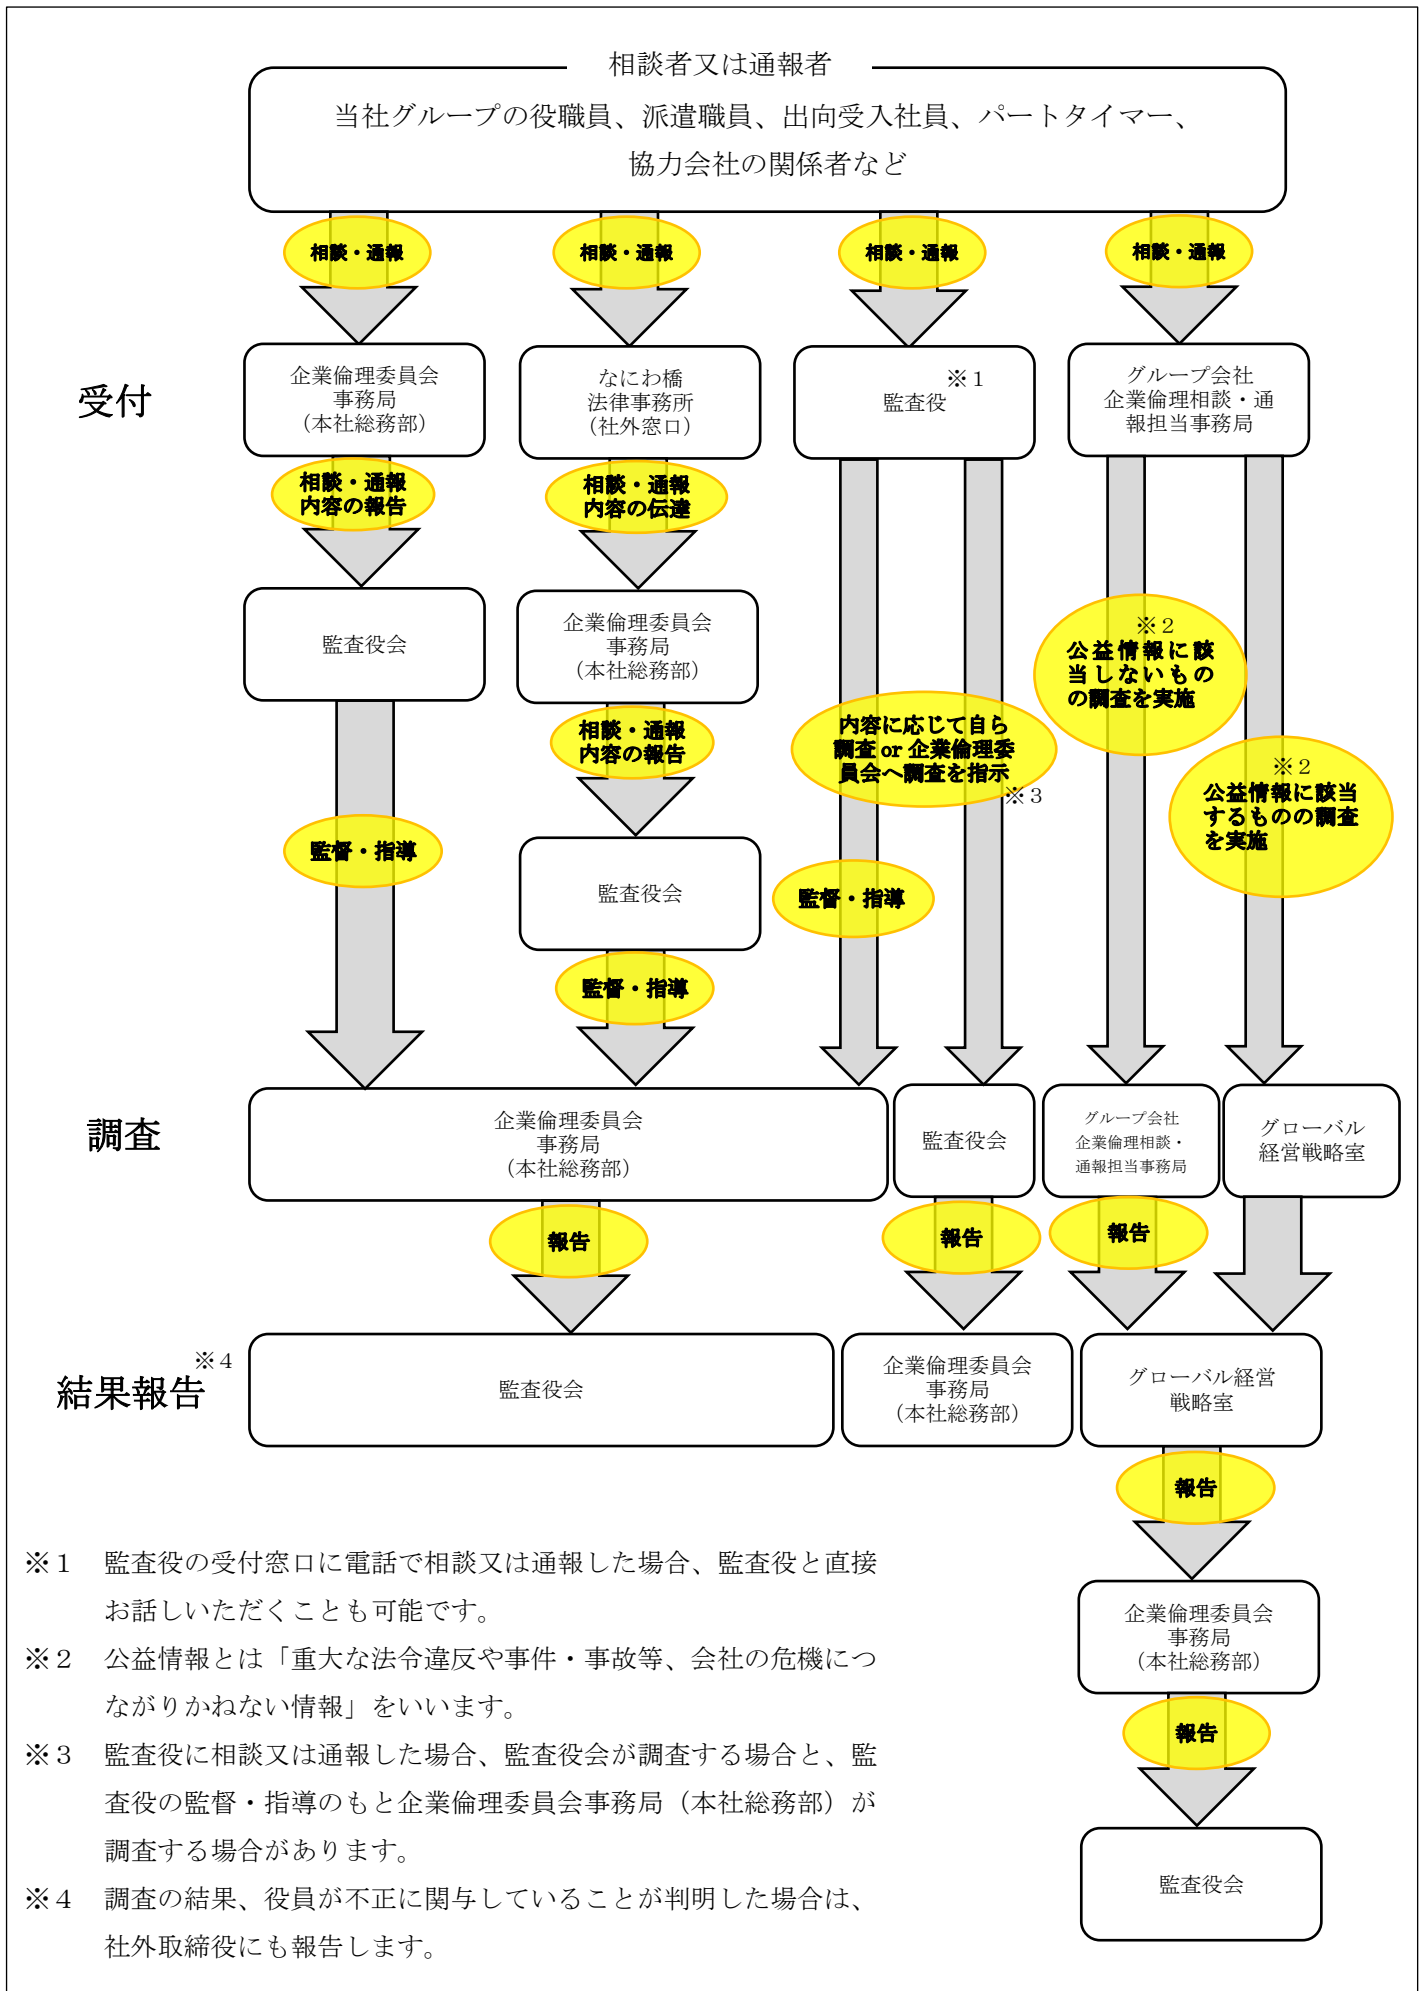 相談者又は通報者
当社グループの役職員、派遣職員、出向受入社員、パートタイマー、
協力会社の関係者など
相談・通報
相談・通報
相談・通報
相談・通報
受付
企業倫理委員会
事務局
（本社総務部）
なにわ橋
法律事務所
（社外窓口）
※１
監査役
グループ会社
企業倫理相談・通
報担当事務局
相談・通報
内容の報告
相談・通報
内容の伝達
監査役会
企業倫理委員会
事務局
（本社総務部）
※２
公益情報に該
当しないもの
の調査を実施
相談・通報
内容の報告
内容に応じて自ら
調査 or 企業倫理委
員会へ調査を指示
※３
※２
公益情報に該当
するものの調査
を実施
監督・指導
監査役会
監督・指導
監督・指導
調査
企業倫理委員会
事務局
（本社総務部）
監査役会
グループ会社
企業倫理相談・
通報担当事務局
グローバル
経営戦略室
報告
報告
報告
結果報告
※４
監査役会
企業倫理委員会
事務局
（本社総務部）
グローバル経営
戦略室
報告
企業倫理委員会
事務局
（本社総務部）
報告
監査役会
※１　監査役の受付窓口に電話で相談又は通報した場合、監査役と直接
お話しいただくことも可能です。
※２　公益情報とは「重大な法令違反や事件・事故等、会社の危機につ
ながりかねない情報」をいいます。
※３　監査役に相談又は通報した場合、監査役会が調査する場合と、監
査役の監督・指導のもと企業倫理委員会事務局（本社総務部）が
調査する場合があります。
※４　調査の結果、役員が不正に関与していることが判明した場合は、
社外取締役にも報告します。